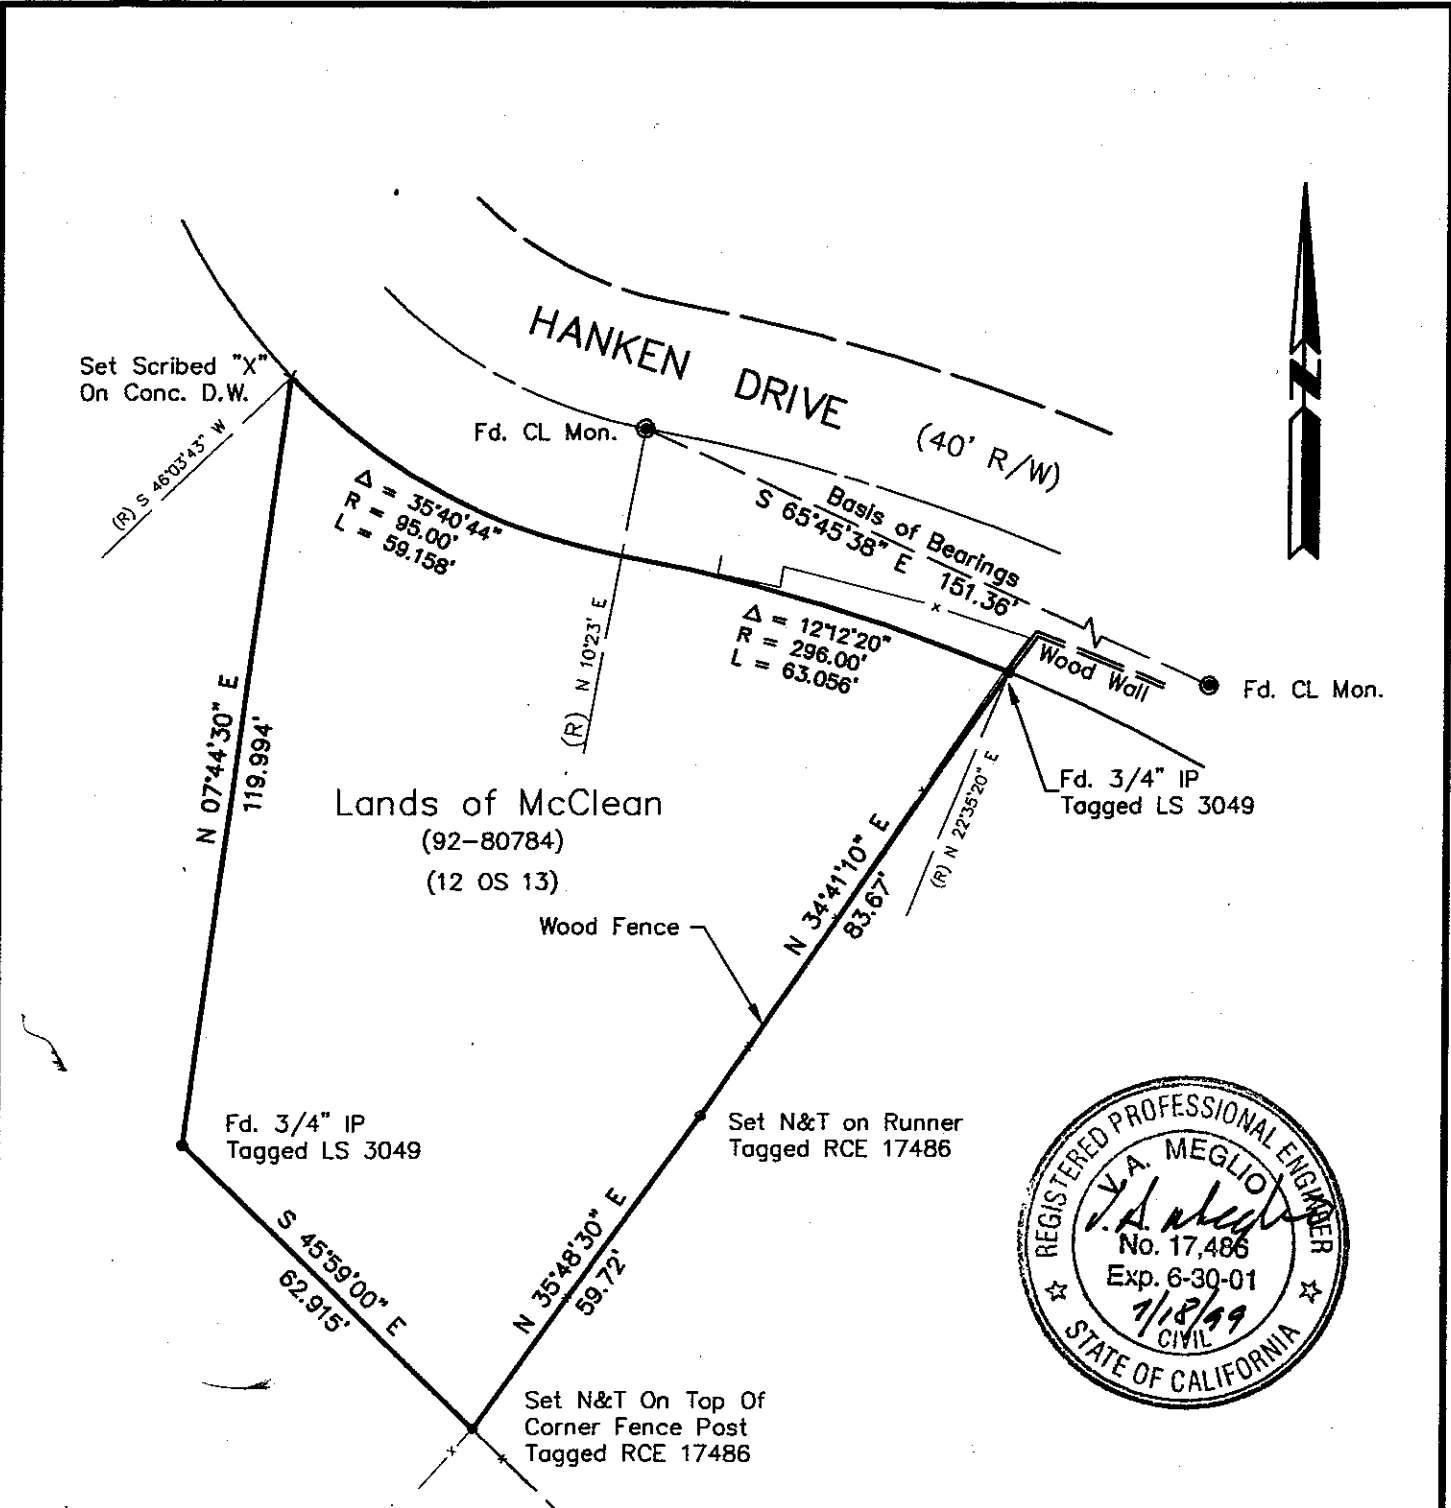 HANKEN DRIVE (40' R/W)
Set Scribed "X"
On Conc. D.W.
(R) S 46°03'43" W
Fd. CL Mon.
Δ = 35°40'44"
R = 95.00'
L = 59.158'
Basis of Bearings
S 65°45'38" E 151.36'
(R) N 10°23' E
Δ = 12°12'20"
R = 296.00'
L = 63.056'
Wood Wall
Fd. CL Mon.
N 07°44'30" E
119.994'
Fd. 3/4" IP
Tagged LS 3049
(R) N 22°35'20" E
Lands of McClean
(92-80784)
(12 OS 13)
N 34°41'10" E
83.67'
Wood Fence
N
Fd. 3/4" IP
Tagged LS 3049
Set N&T on Runner
Tagged RCE 17486
S 45°59'00" E
62.915'
N 35°48'30" E
59.72'
Set N&T On Top Of
Corner Fence Post
Tagged RCE 17486
REGISTERED PROFESSIONAL ENGINEER
V.A. MEGLIO
V.A. Meglio
No. 17,486
Exp. 6-30-01
7/18/99
CIVIL
STATE OF CALIFORNIA